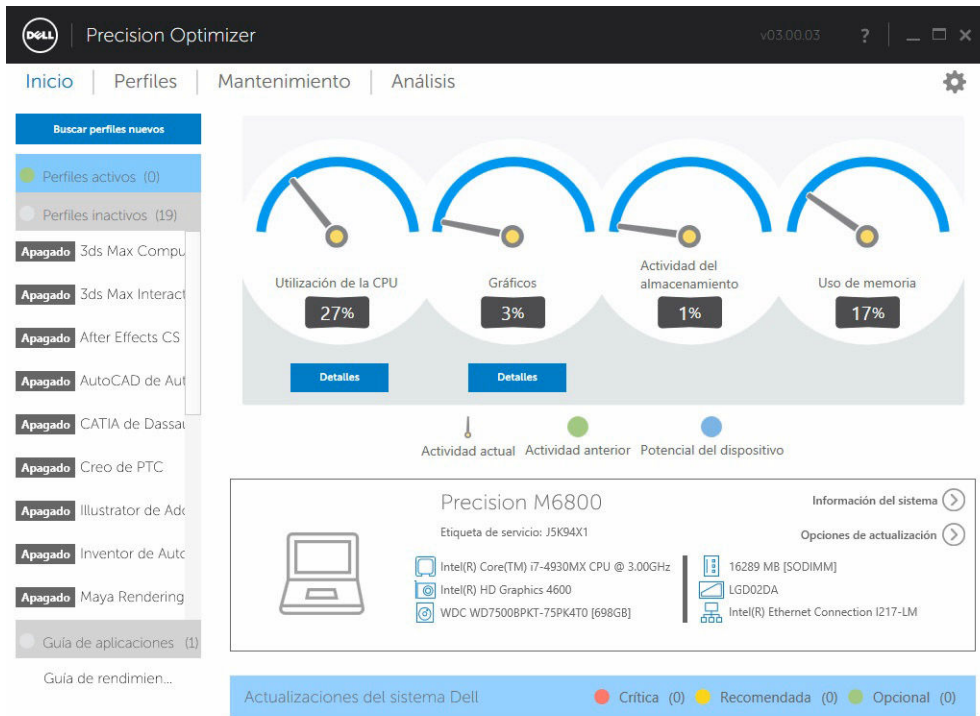 DELL Precision Optimizer v03.00.03 ?
Inicio Perfiles Mantenimiento Análisis
Buscar perfiles nuevos
Perfiles activos (0)
Perfiles inactivos (19)
Apagado 3ds Max Compu
Apagado 3ds Max Interact
Apagado After Effects CS
Apagado AutoCAD de Aut
Apagado CATIA de Dassau
Apagado Creo de PTC
Apagado Illustrator de Ado
Apagado Inventor de Auto
Apagado Maya Rendering
Guía de aplicaciones (1)
Guía de rendimien...
Utilización de la CPU
27%
Detalles
Gráficos
3%
Detalles
Actividad del
almacenamiento
1%
Uso de memoria
17%
Actividad actual Actividad anterior Potencial del dispositivo
Precision M6800
Etiqueta de servicio: J5K94X1
Información del sistema
Opciones de actualización
Intel(R) Core(TM) i7-4930MX CPU @ 3.00GHz
Intel(R) HD Graphics 4600
WDC WD7500BPKT-75PK4T0 [698GB]
16289 MB [SODIMM]
LGD02DA
Intel(R) Ethernet Connection I217-LM
Actualizaciones del sistema Dell Crítica (0) Recomendada (0) Opcional (0)